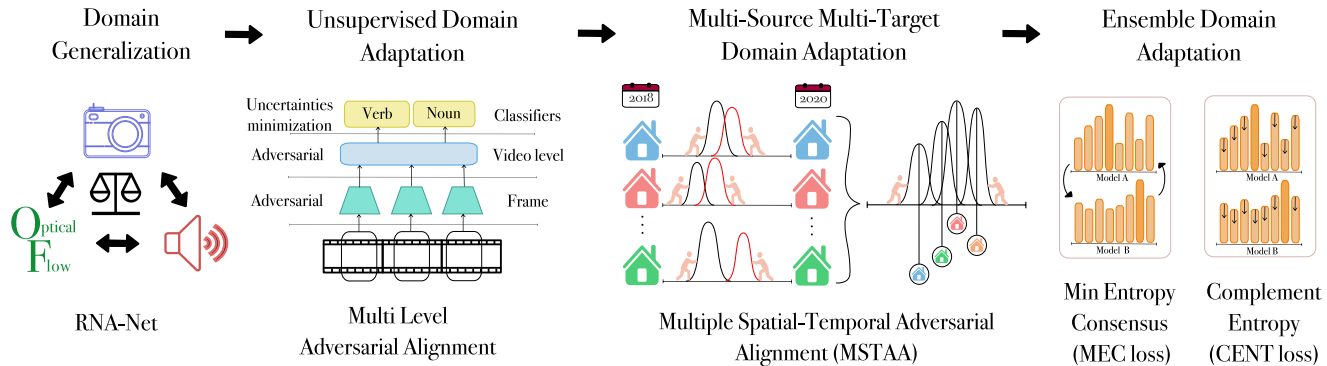 Domain
Generalization
Optical
Flow
RNA-Net
Unsupervised Domain
Adaptation
Uncertainties
minimization
Verb
Noun
Classifiers
Adversarial
Video level
Adversarial
Frame
Multi Level
Adversarial Alignment
Multi-Source Multi-Target
Domain Adaptation
2018
2020
Multiple Spatial-Temporal Adversarial
Alignment (MSTAA)
Ensemble Domain
Adaptation
Model A
Model B
Min Entropy
Consensus
(MEC loss)
Model A
Model B
Complement
Entropy
(CENT loss)